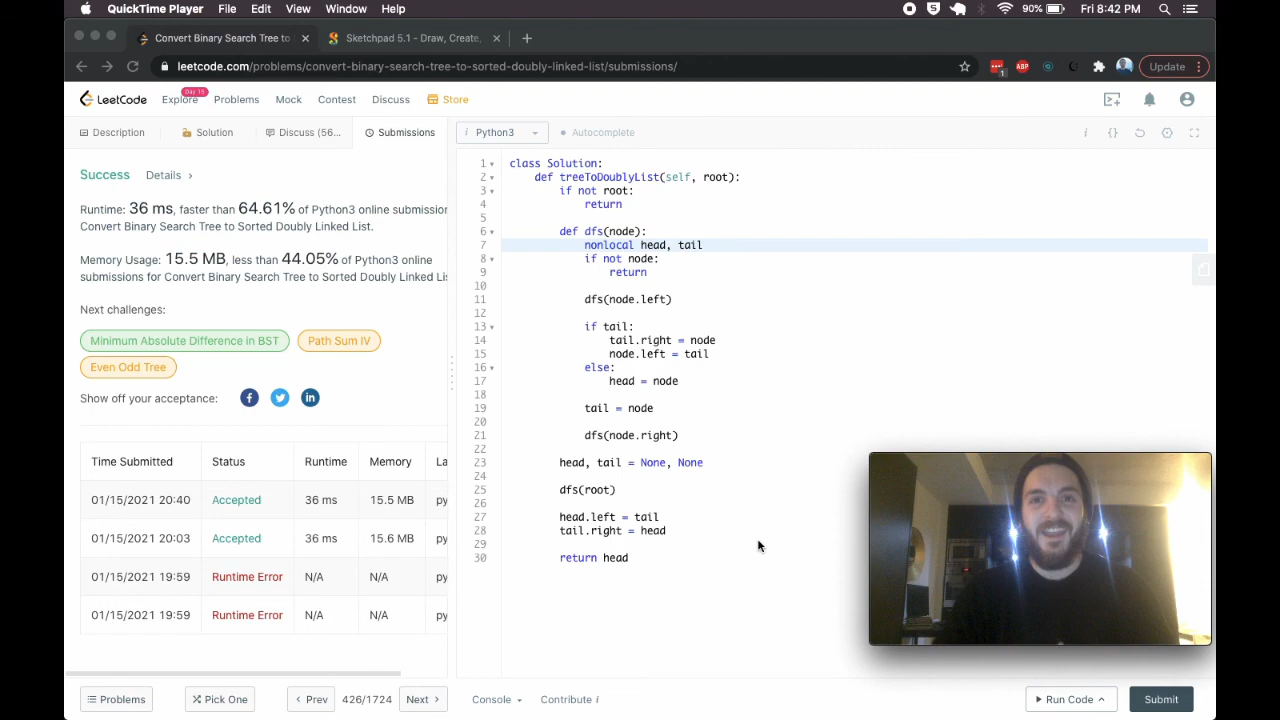 QuickTime Player File Edit View Window Help
90% Fri 8:42 PM
Convert Binary Search Tree to
Sketchpad 5.1 - Draw, Create,
leetcode.com/problems/convert-binary-search-tree-to-sorted-doubly-linked-list/submissions/
1
ABP
Update
LeetCode
Explore
Day 15
Problems
Mock
Contest
Discuss
Store
Description
Solution
Discuss (56...
Submissions
i Python3
Autocomplete
i {}
Success Details >
Runtime: 36 ms, faster than 64.61% of Python3 online submission
Convert Binary Search Tree to Sorted Doubly Linked List.
Memory Usage: 15.5 MB, less than 44.05% of Python3 online
submissions for Convert Binary Search Tree to Sorted Doubly Linked Lis
Next challenges:
Minimum Absolute Difference in BST
Path Sum IV
Even Odd Tree
Show off your acceptance:
f
in
Time Submitted Status Runtime Memory La
01/15/2021 20:40 Accepted 36 ms 15.5 MB py
01/15/2021 20:03 Accepted 36 ms 15.6 MB py
01/15/2021 19:59 Runtime Error N/A N/A py
01/15/2021 19:59 Runtime Error N/A N/A py
1 class Solution:
2 def treeToDoublyList(self, root):
3 if not root:
4 return
5
6 def dfs(node):
7 nonlocal head, tail
8 if not node:
9 return
10
11 dfs(node.left)
12
13 if tail:
14 tail.right = node
15 node.left = tail
16 else:
17 head = node
18
19 tail = node
20
21 dfs(node.right)
22
23 head, tail = None, None
24
25 dfs(root)
26
27 head.left = tail
28 tail.right = head
29
30 return head
Problems
Pick One
< Prev
426/1724
Next >
Console
Contribute i
Run Code
Submit